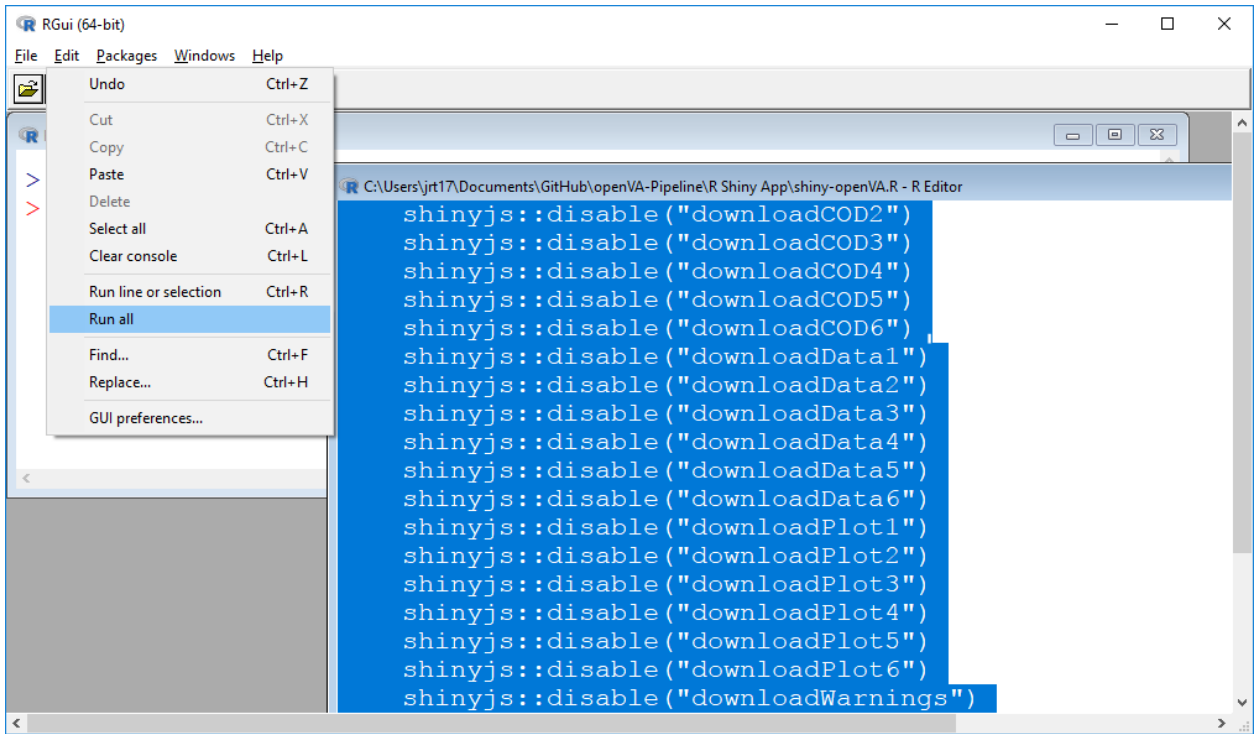 RGui (64-bit)
File Edit Packages Windows Help
Undo Ctrl+Z
Cut Ctrl+X
Copy Ctrl+C
Paste Ctrl+V
Delete
Select all Ctrl+A
Clear console Ctrl+L
Run line or selection Ctrl+R
Run all
Find... Ctrl+F
Replace... Ctrl+H
GUI preferences...
>
>
C:\Users\jrt17\Documents\GitHub\openVA-Pipeline\R Shiny App\shiny-openVA.R - R Editor
shinyjs::disable("downloadCOD2")
shinyjs::disable("downloadCOD3")
shinyjs::disable("downloadCOD4")
shinyjs::disable("downloadCOD5")
shinyjs::disable("downloadCOD6")
shinyjs::disable("downloadData1")
shinyjs::disable("downloadData2")
shinyjs::disable("downloadData3")
shinyjs::disable("downloadData4")
shinyjs::disable("downloadData5")
shinyjs::disable("downloadData6")
shinyjs::disable("downloadPlot1")
shinyjs::disable("downloadPlot2")
shinyjs::disable("downloadPlot3")
shinyjs::disable("downloadPlot4")
shinyjs::disable("downloadPlot5")
shinyjs::disable("downloadPlot6")
shinyjs::disable("downloadWarnings")